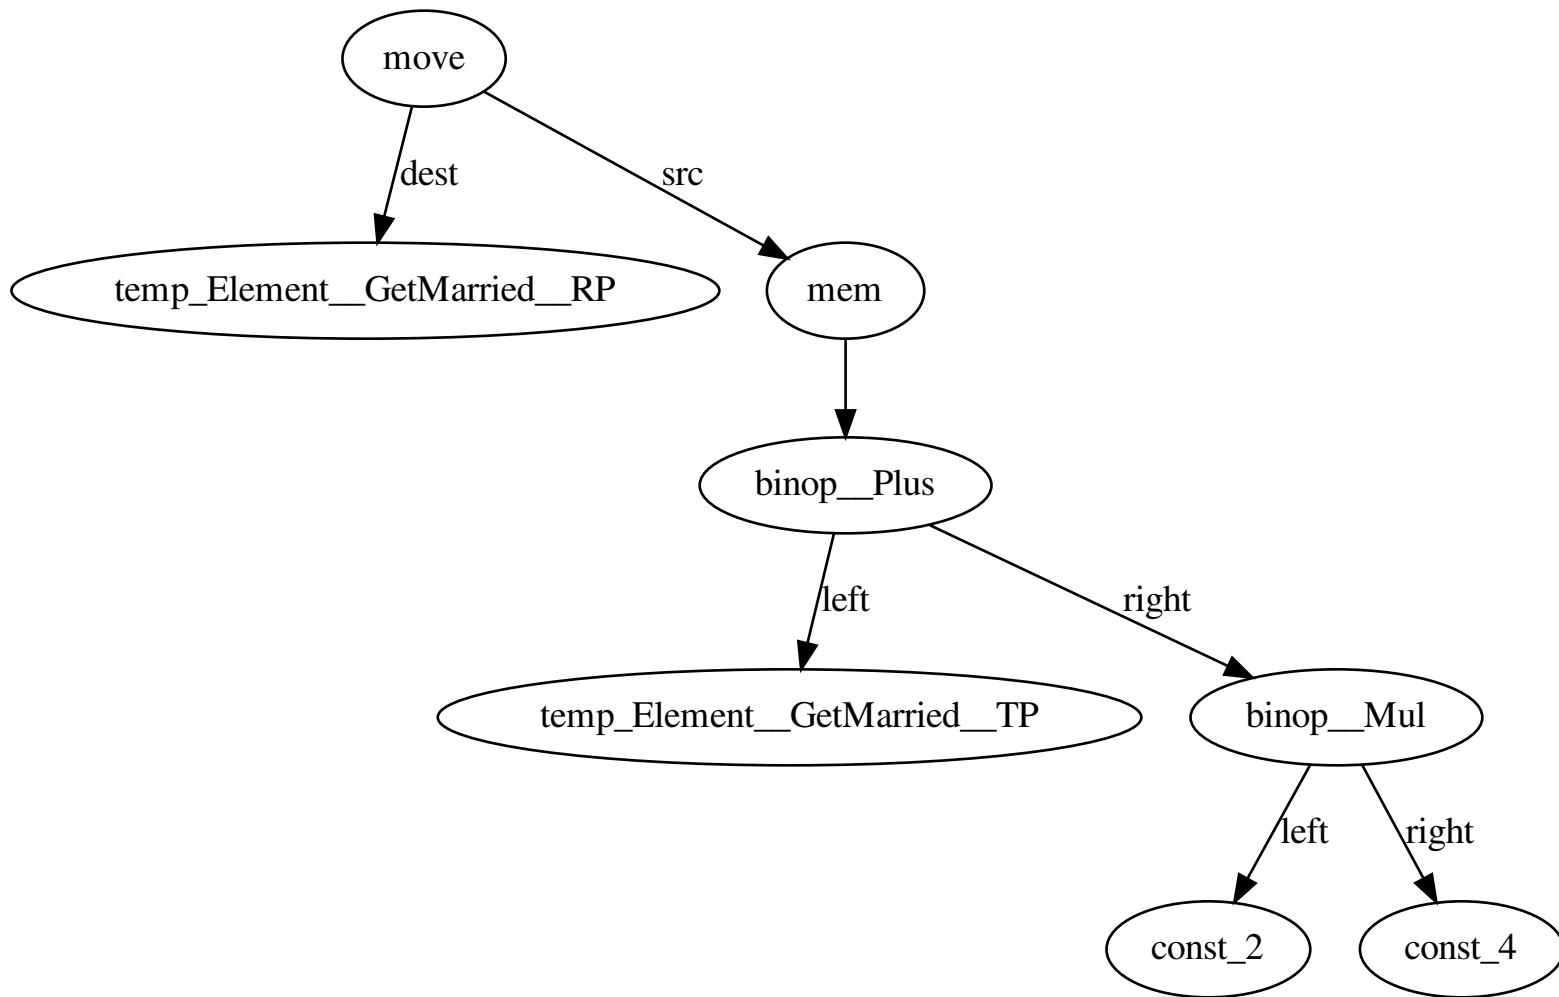 move
dest
src
temp_Element__GetMarried__RP
mem
binop__Plus
left
right
temp_Element__GetMarried__TP
binop__Mul
left
right
const_2
const_4